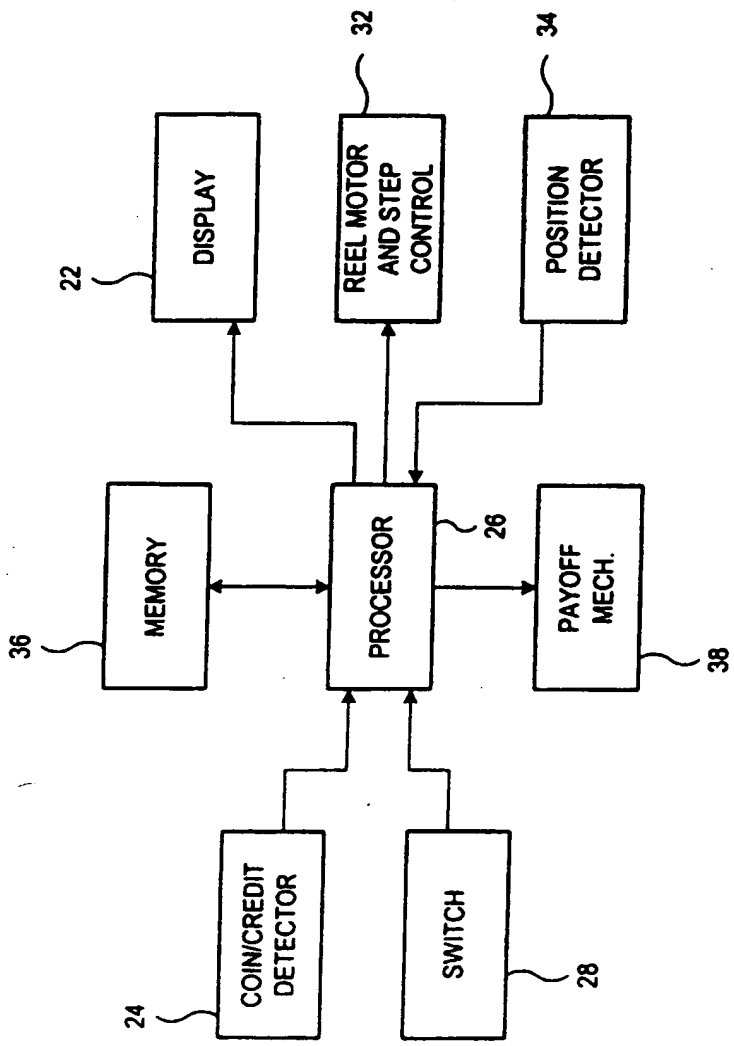 24
COIN/CREDIT
DETECTOR
SWITCH
28
36
MEMORY
PROCESSOR
26
PAYOFF
MECH.
38
22
DISPLAY
REEL MOTOR
AND STEP
CONTROL
32
POSITION
DETECTOR
34